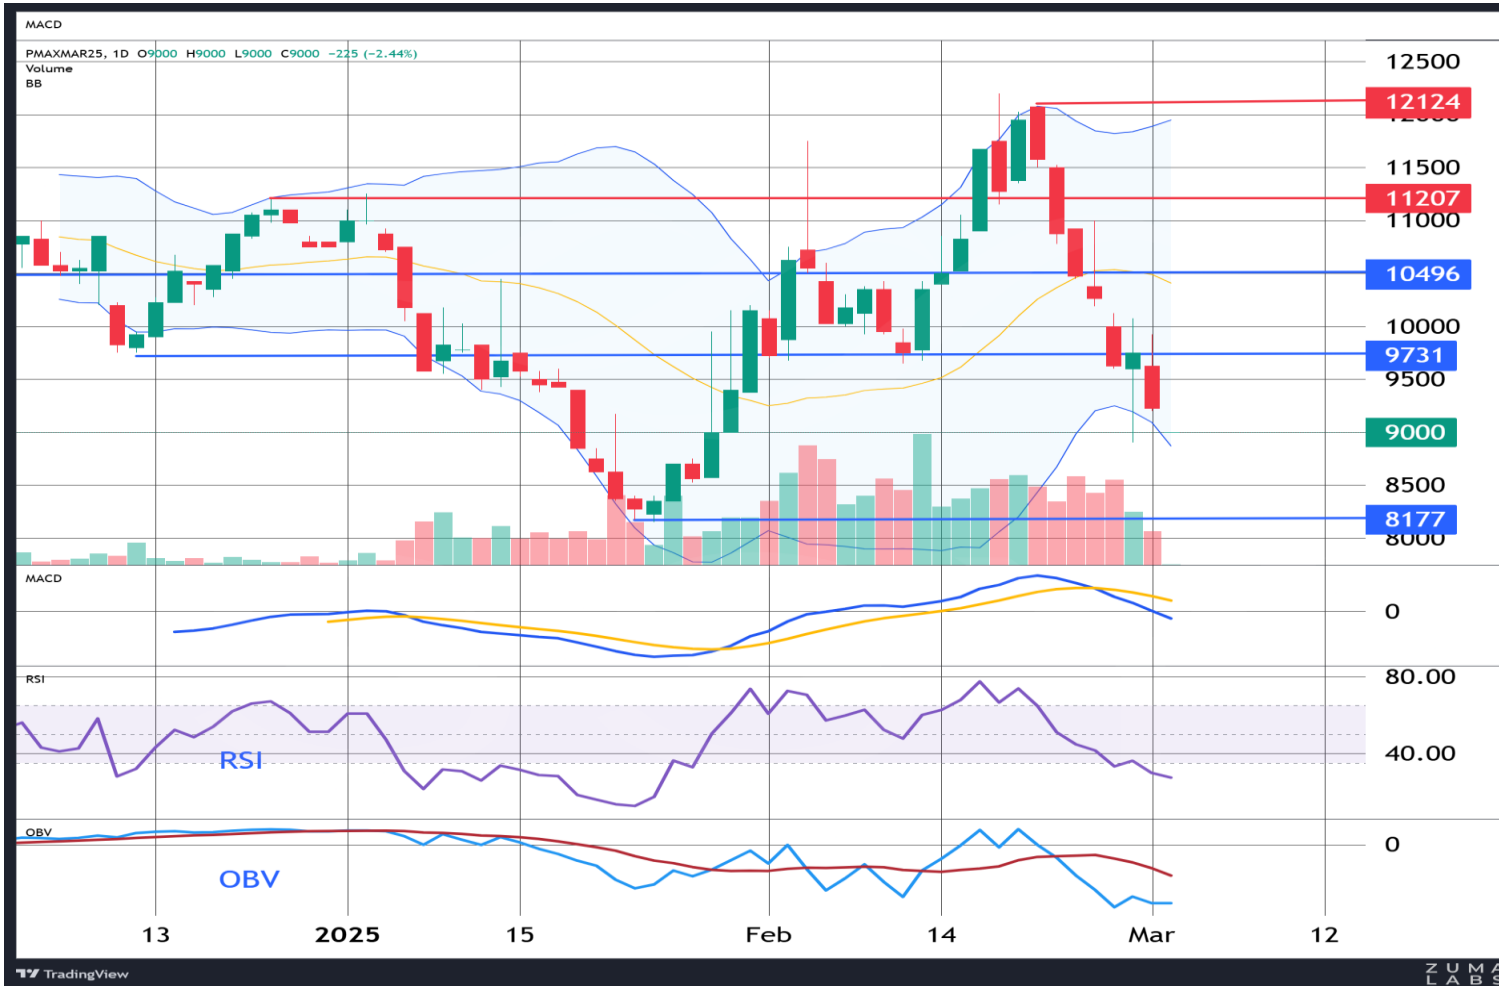 MACD
PMAXMAR25, 1D O9000 H9000 L9000 C9000 −225 (−2.44%)
Volume
BB
12500
12124
12000
11500
11207
11000
10496
10000
9731
9500
9000
8500
8177
8000
MACD
0
RSI
80.00
RSI
40.00
OBV
0
OBV
13 2025 15 Feb 14 Mar 12
TradingView
ZUMA
LABS